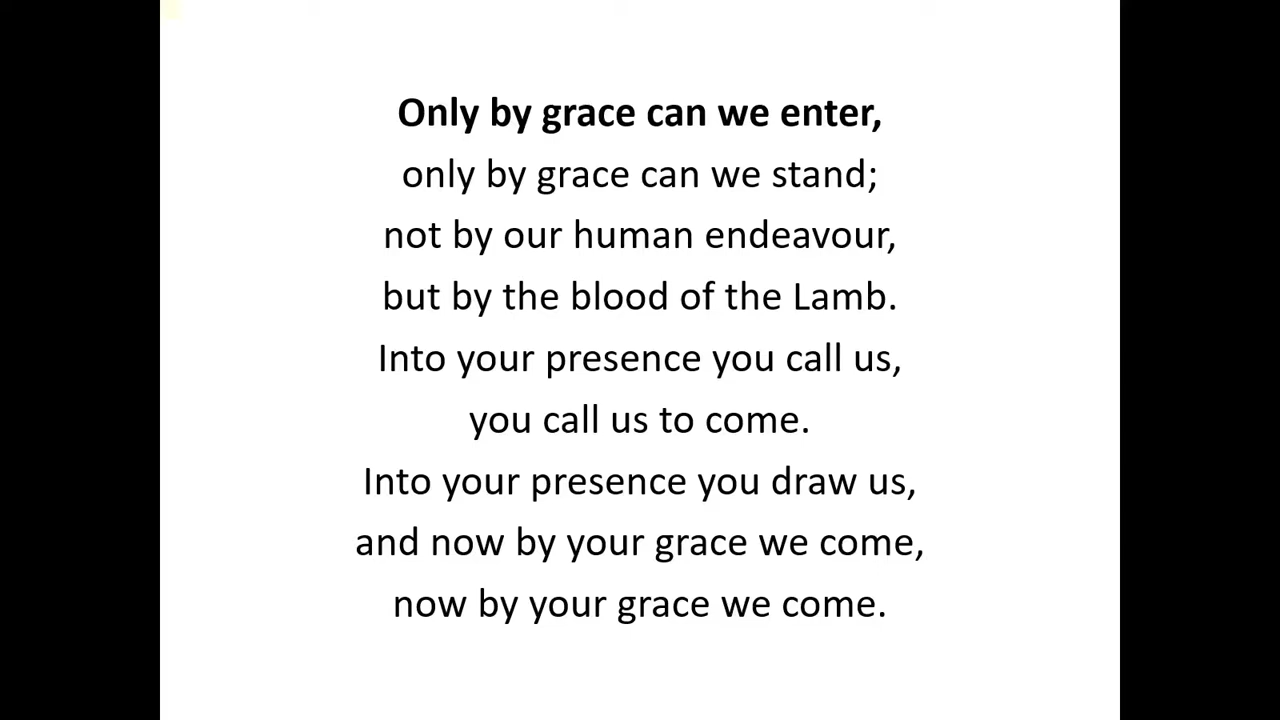 Only by grace can we enter,
only by grace can we stand;
not by our human endeavour,
but by the blood of the Lamb.
Into your presence you call us,
you call us to come.
Into your presence you draw us,
and now by your grace we come,
now by your grace we come.